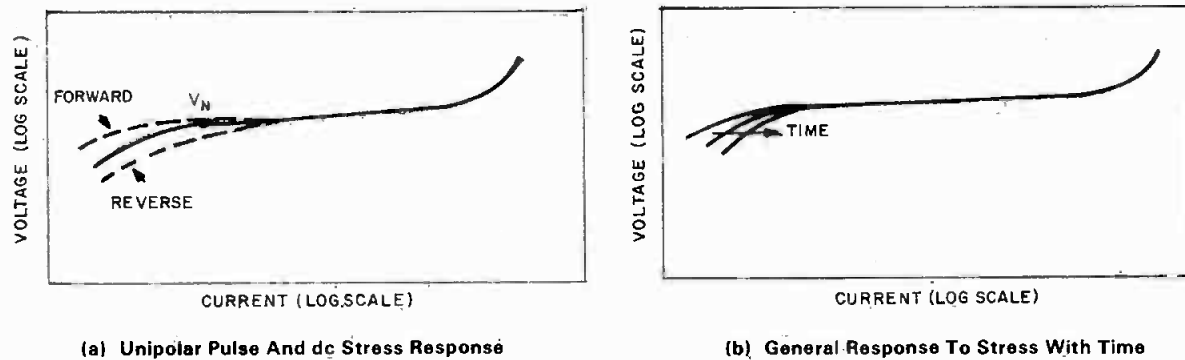 VOLTAGE (LOG SCALE)
FORWARD
V_N
REVERSE
CURRENT (LOG SCALE)
(a) Unipolar Pulse And dc Stress Response
VOLTAGE (LOG SCALE)
TIME
CURRENT (LOG SCALE)
(b) General Response To Stress With Time